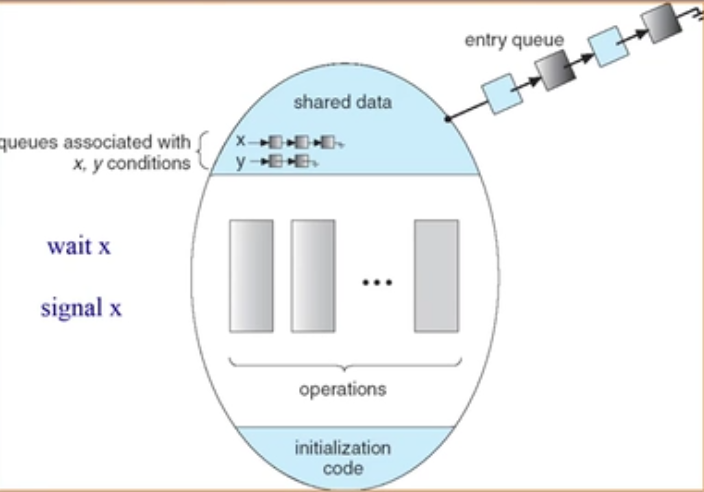 entry queue
shared data
queues associated with
x, y conditions
x
y
wait x
signal x
...
operations
initialization
code